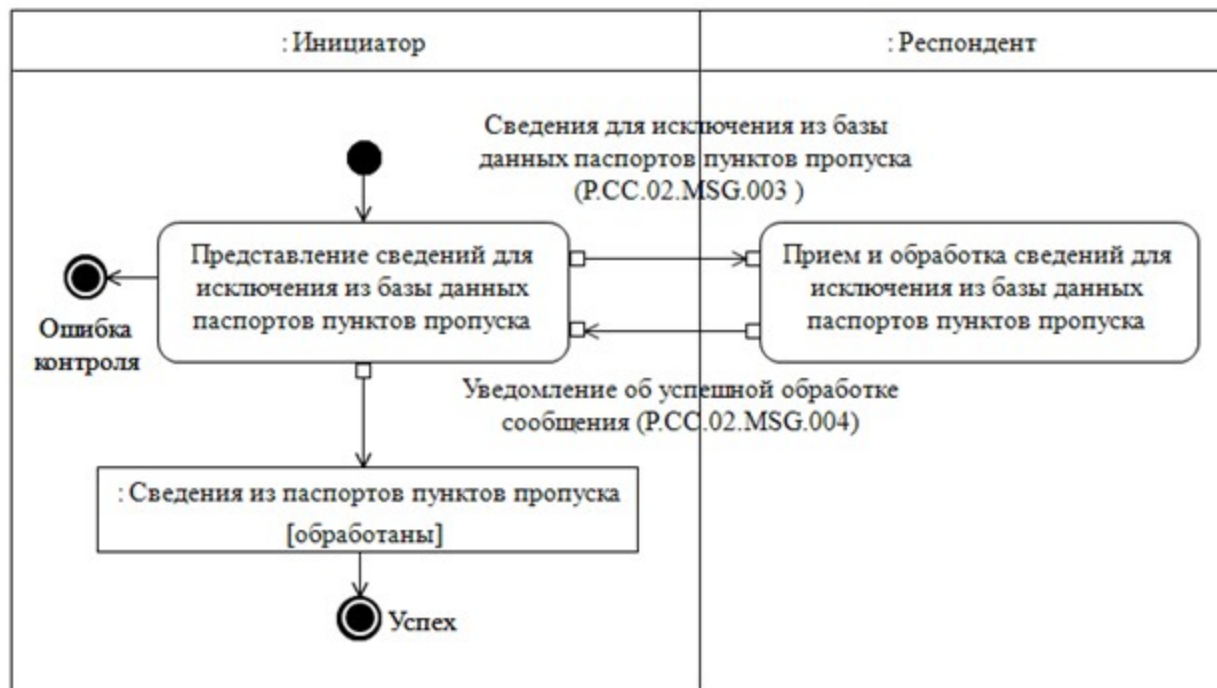 : Инициатор
: Респондент
Сведения для исключения из базы
данных паспортов пунктов пропуска
(P.CC.02.MSG.003 )
Представление сведений для
исключения из базы данных
паспортов пунктов пропуска
Прием и обработка сведений для
исключения из базы данных
паспортов пунктов пропуска
Ошибка
контроля
Уведомление об успешной обработке
сообщения (P.CC.02.MSG.004)
: Сведения из паспортов пунктов пропуска
[обработаны]
Успех